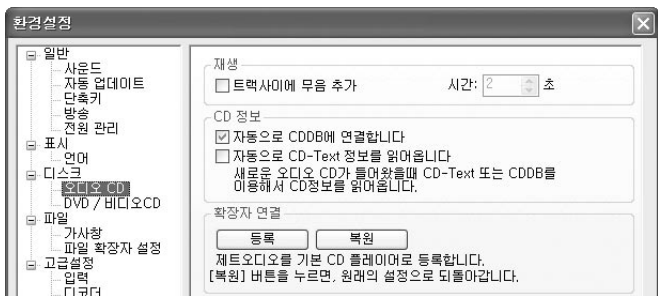 환경설정
일반
사운드
자동 업데이트
단축키
방송
전원 관리
표시
언어
디스크
오디오 CD
DVD / 비디오CD
파일
가사창
파일 확장자 설정
고급설정
입력
디코더
재생
트랙사이에 무음 추가 시간: 2 초
CD 정보
자동으로 CDDB에 연결합니다
자동으로 CD-Text 정보를 읽어옵니다
새로운 오디오 CD가 들어왔을때 CD-Text 또는 CDDB를
이용해서 CD정보를 읽어옵니다.
확장자 연결
등록 복원
제트오디오를 기본 CD 플레이어로 등록합니다.
[복원] 버튼을 누르면, 원래의 설정으로 되돌아갑니다.